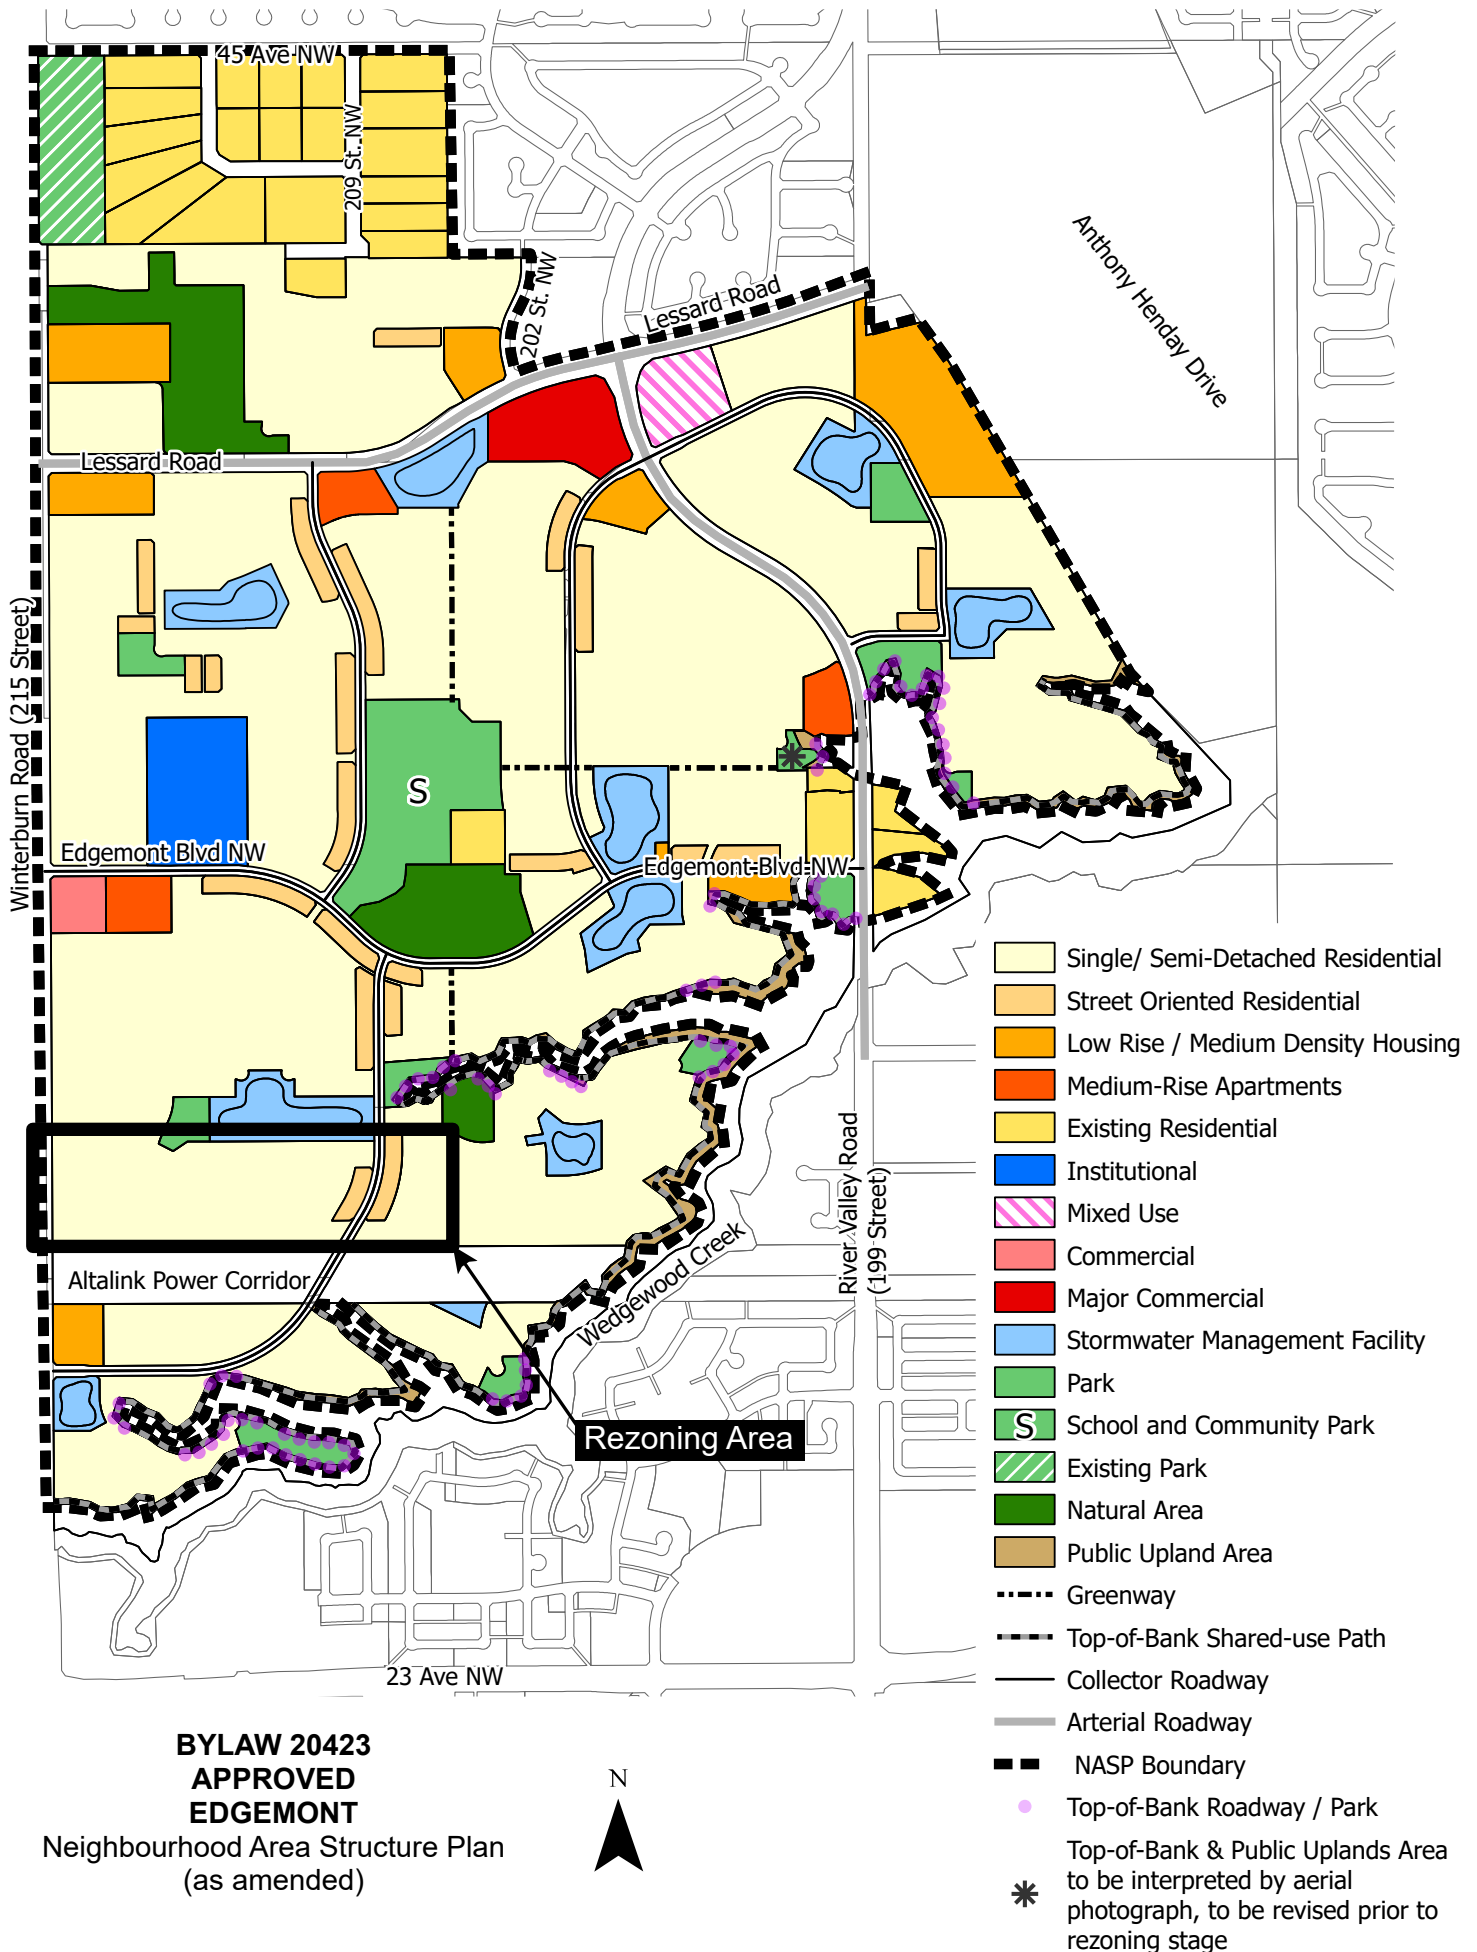 45 Ave NW
209 St. NW
202 St. NW
Lessard Road
Anthony Henday Drive
Lessard Road
Winterburn Road (215 Street)
S
Edgemont Blvd NW
Edgemont Blvd NW
Altalink Power Corridor
Wedgewood Creek
River Valley Road
(199 Street)
Rezoning Area
23 Ave NW
Single/ Semi-Detached Residential
Street Oriented Residential
Low Rise / Medium Density Housing
Medium-Rise Apartments
Existing Residential
Institutional
Mixed Use
Commercial
Major Commercial
Stormwater Management Facility
Park
S School and Community Park
Existing Park
Natural Area
Public Upland Area
Greenway
Top-of-Bank Shared-use Path
Collector Roadway
Arterial Roadway
NASP Boundary
Top-of-Bank Roadway / Park
Top-of-Bank & Public Uplands Area
to be interpreted by aerial
photograph, to be revised prior to
rezoning stage
BYLAW 20423
APPROVED
EDGEMONT
Neighbourhood Area Structure Plan
(as amended)
N